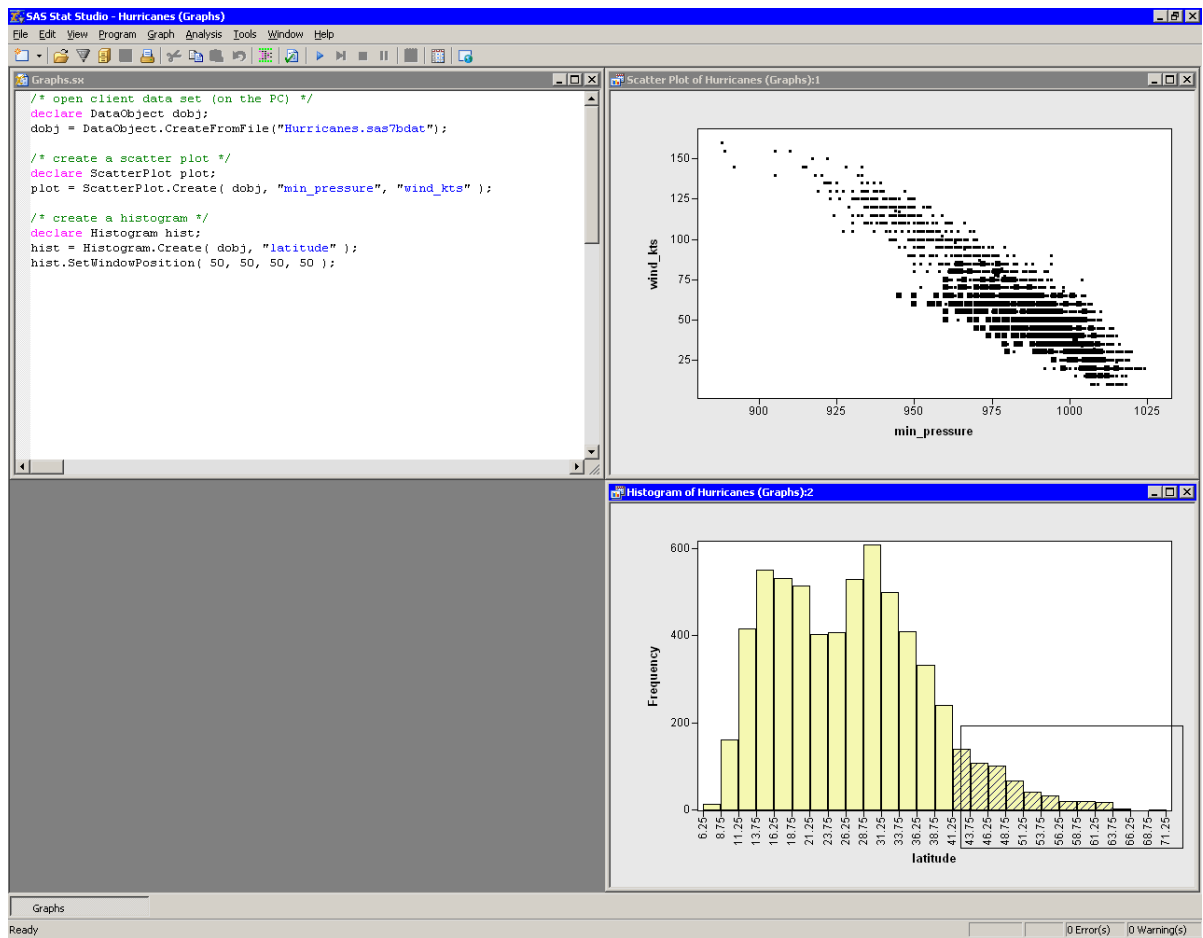 SAS Stat Studio - Hurricanes (Graphs)
File Edit View Program Graph Analysis Tools Window Help
Graphs.sx
/* open client data set (on the PC) */
declare DataObject dobj;
dobj = DataObject.CreateFromFile("Hurricanes.sas7bdat");
/* create a scatter plot */
declare ScatterPlot plot;
plot = ScatterPlot.Create( dobj, "min_pressure", "wind_kts" );
/* create a histogram */
declare Histogram hist;
hist = Histogram.Create( dobj, "latitude" );
hist.SetWindowPosition( 50, 50, 50, 50 );
Scatter Plot of Hurricanes (Graphs):1
150
125
100
75
50
25
wind_kts
900 925 950 975 1000 1025
min_pressure
Histogram of Hurricanes (Graphs):2
600
400
200
0
Frequency
6.25 8.75 11.25 13.75 16.25 18.75 21.25 23.75 26.25 28.75 31.25 33.75 36.25 38.75 41.25 43.75 46.25 48.75 51.25 53.75 56.25 58.75 61.25 63.75 66.25 68.75 71.25
latitude
Graphs
Ready
0 Error(s) 0 Warning(s)